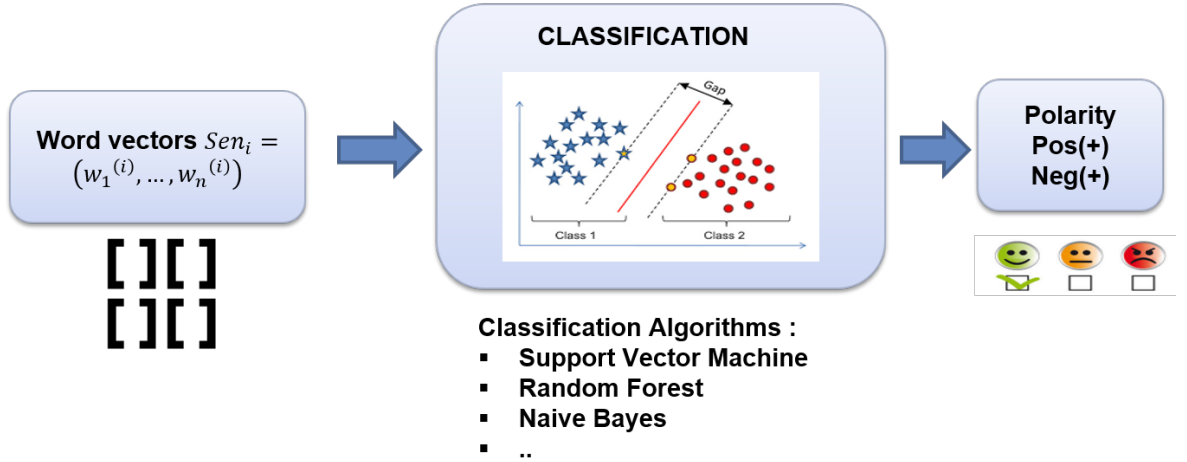 Word vectors Sen_i =
(w_1^(i), ..., w_n^(i))
[ ] [ ]
[ ] [ ]
CLASSIFICATION
Gap
Class 1
Class 2
Classification Algorithms :
▪ Support Vector Machine
▪ Random Forest
▪ Naive Bayes
▪ ..
Polarity
Pos(+)
Neg(+)